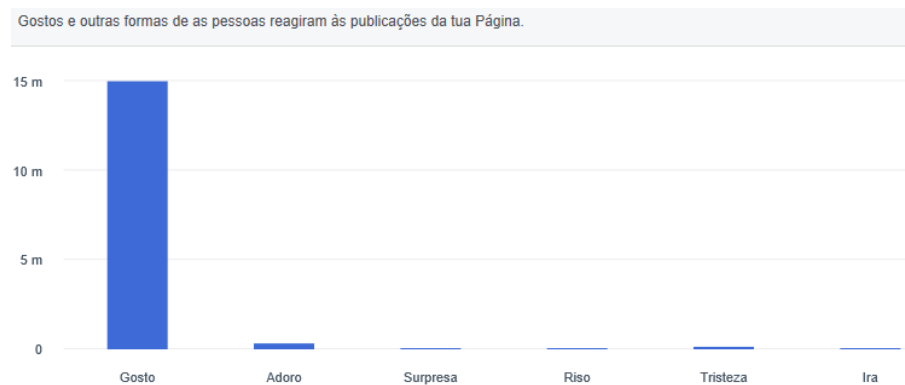 Gostos e outras formas de as pessoas reagiram às publicações da tua Página.
15 m
10 m
5 m
0
Gosto Adoro Surpresa Riso Tristeza Ira